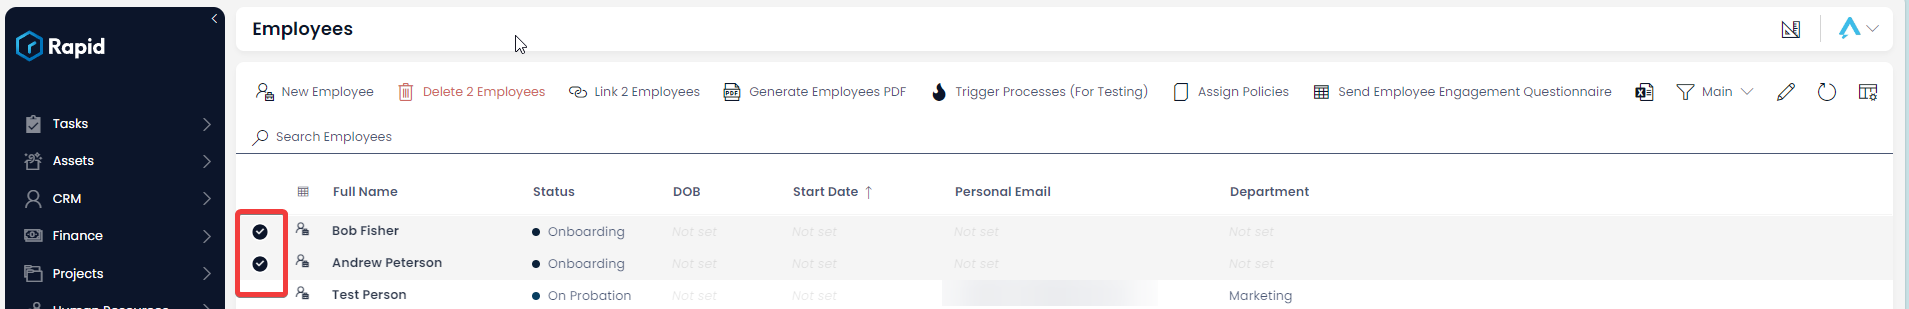 Rapid
Employees
New Employee Delete 2 Employees Link 2 Employees PDF Generate Employees PDF Trigger Processes (For Testing) Assign Policies Send Employee Engagement Questionnaire Main
Search Employees
Tasks
Assets
CRM
Finance
Projects
Human Resources
Full Name Status DOB Start Date ↑ Personal Email Department
Bob Fisher Onboarding Not set Not set Not set Not set
Andrew Peterson Onboarding Not set Not set Not set Not set
Test Person On Probation Not set Not set Marketing